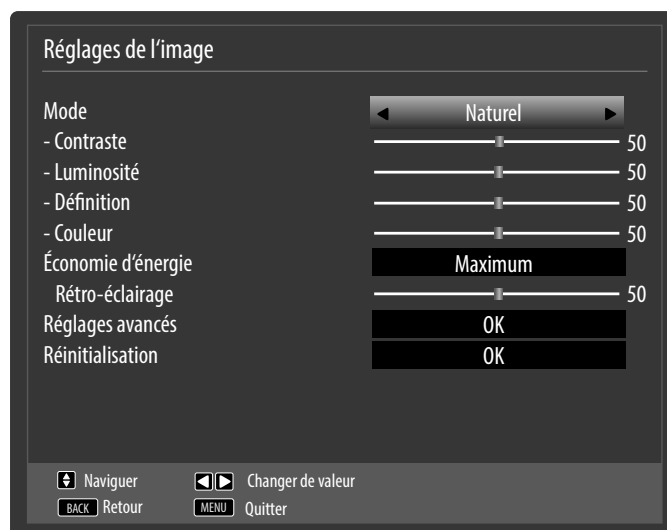 Réglages de l‘image
Mode Naturel
- Contraste 50
- Luminosité 50
- Définition 50
- Couleur 50
Économie d‘énergie Maximum
Rétro-éclairage 50
Réglages avancés OK
Réinitialisation OK
Naviguer Changer de valeur
BACK Retour MENU Quitter